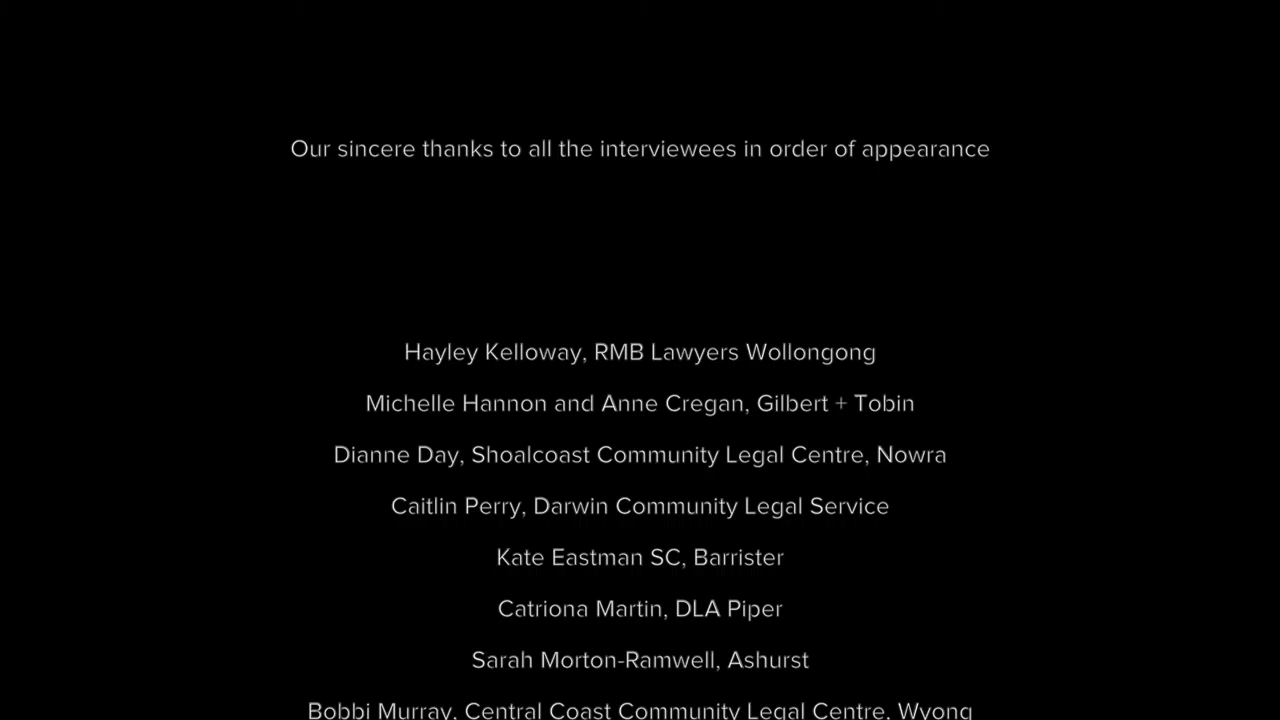 Our sincere thanks to all the interviewees in order of appearance
Hayley Kelloway, RMB Lawyers Wollongong
Michelle Hannon and Anne Cregan, Gilbert + Tobin
Dianne Day, Shoalcoast Community Legal Centre, Nowra
Caitlin Perry, Darwin Community Legal Service
Kate Eastman SC, Barrister
Catriona Martin, DLA Piper
Sarah Morton-Ramwell, Ashurst
Bobbi Murray, Central Coast Community Legal Centre, Wyong